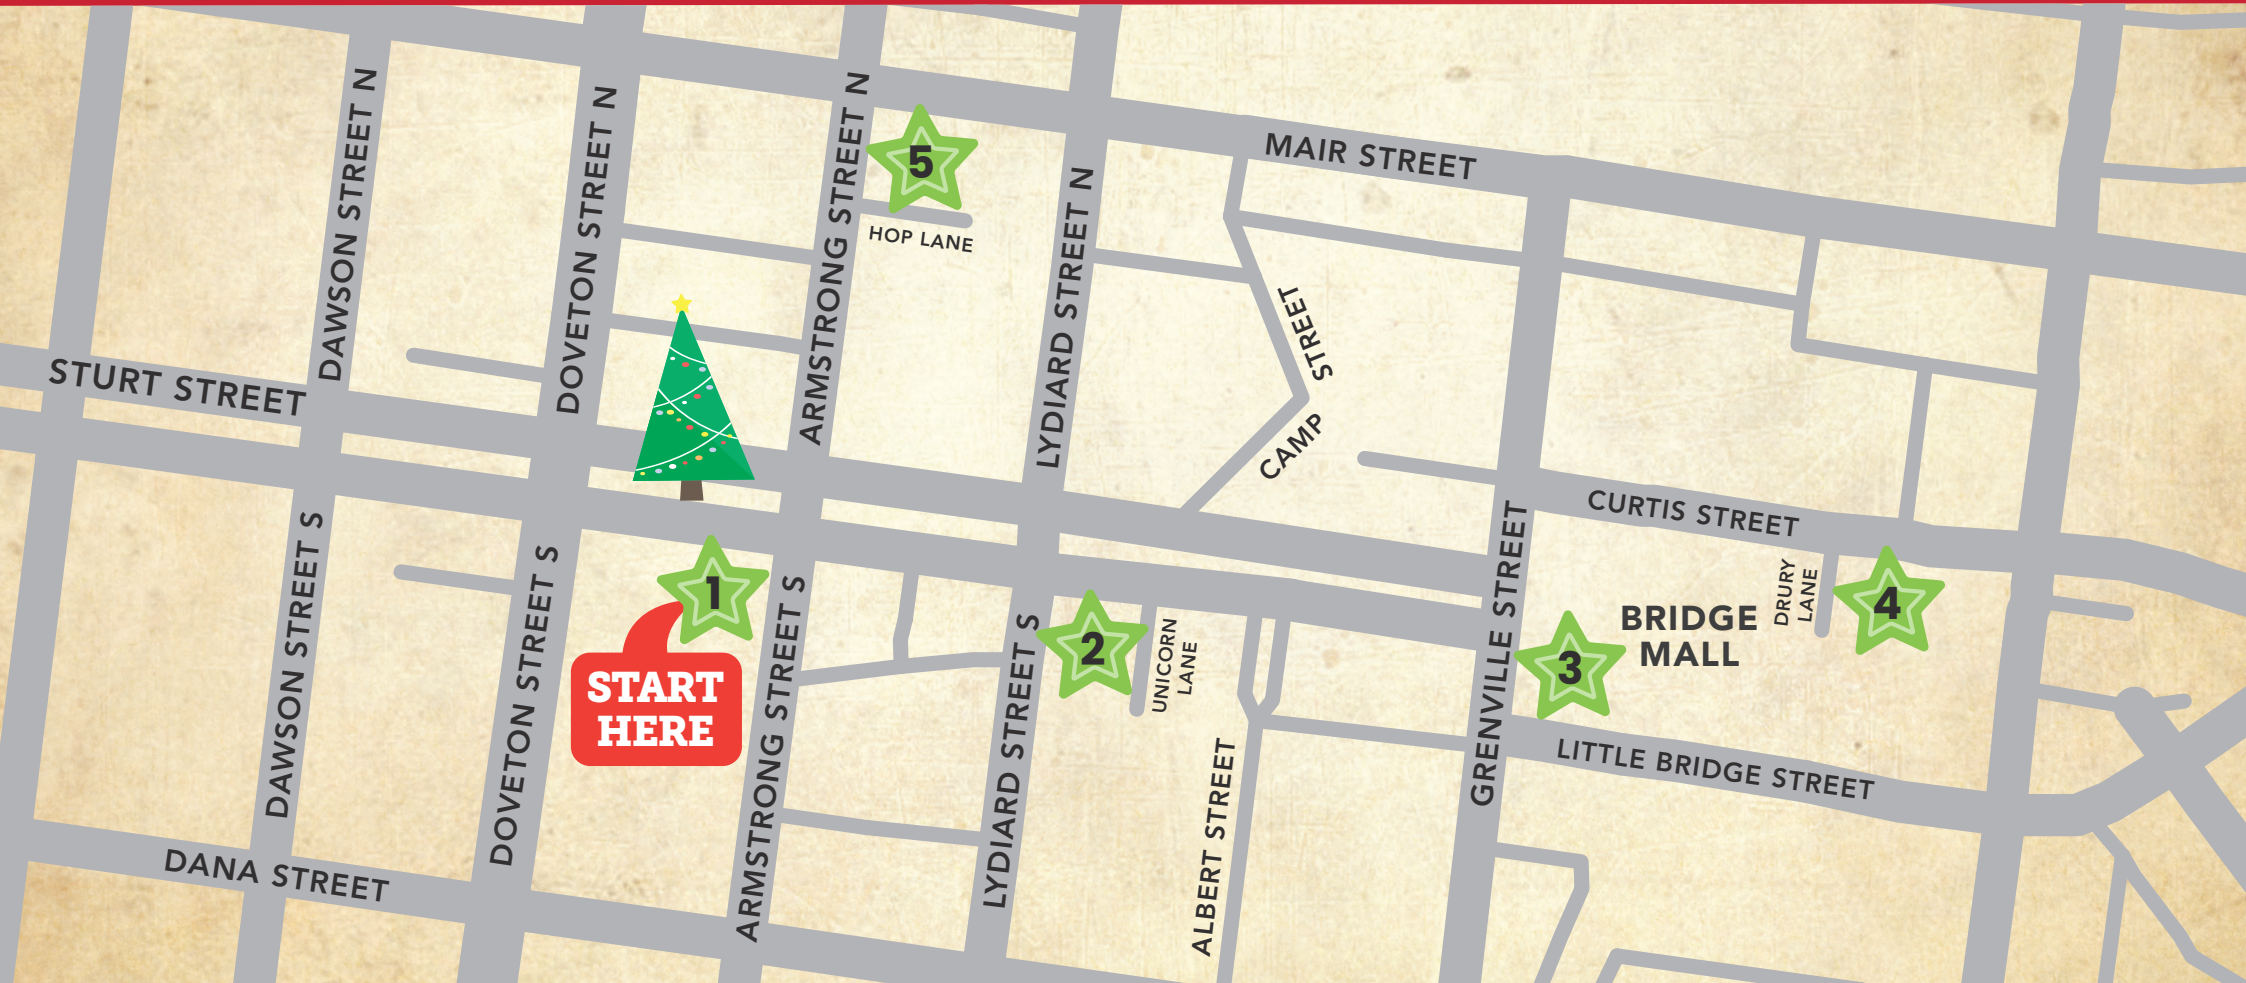 MAIR STREET
DAWSON STREET N
DOVETON STREET N
ARMSTRONG STREET N
5
HOP LANE
LYDIARD STREET N
CAMP STREET
STURT STREET
CURTIS STREET
1
START
HERE
2
UNICORN
LANE
GRENVILLE STREET
3
BRIDGE
MALL
DRURY
LANE
4
DAWSON STREET S
DOVETON STREET S
ARMSTRONG STREET S
LYDIARD STREET S
ALBERT STREET
LITTLE BRIDGE STREET
DANA STREET